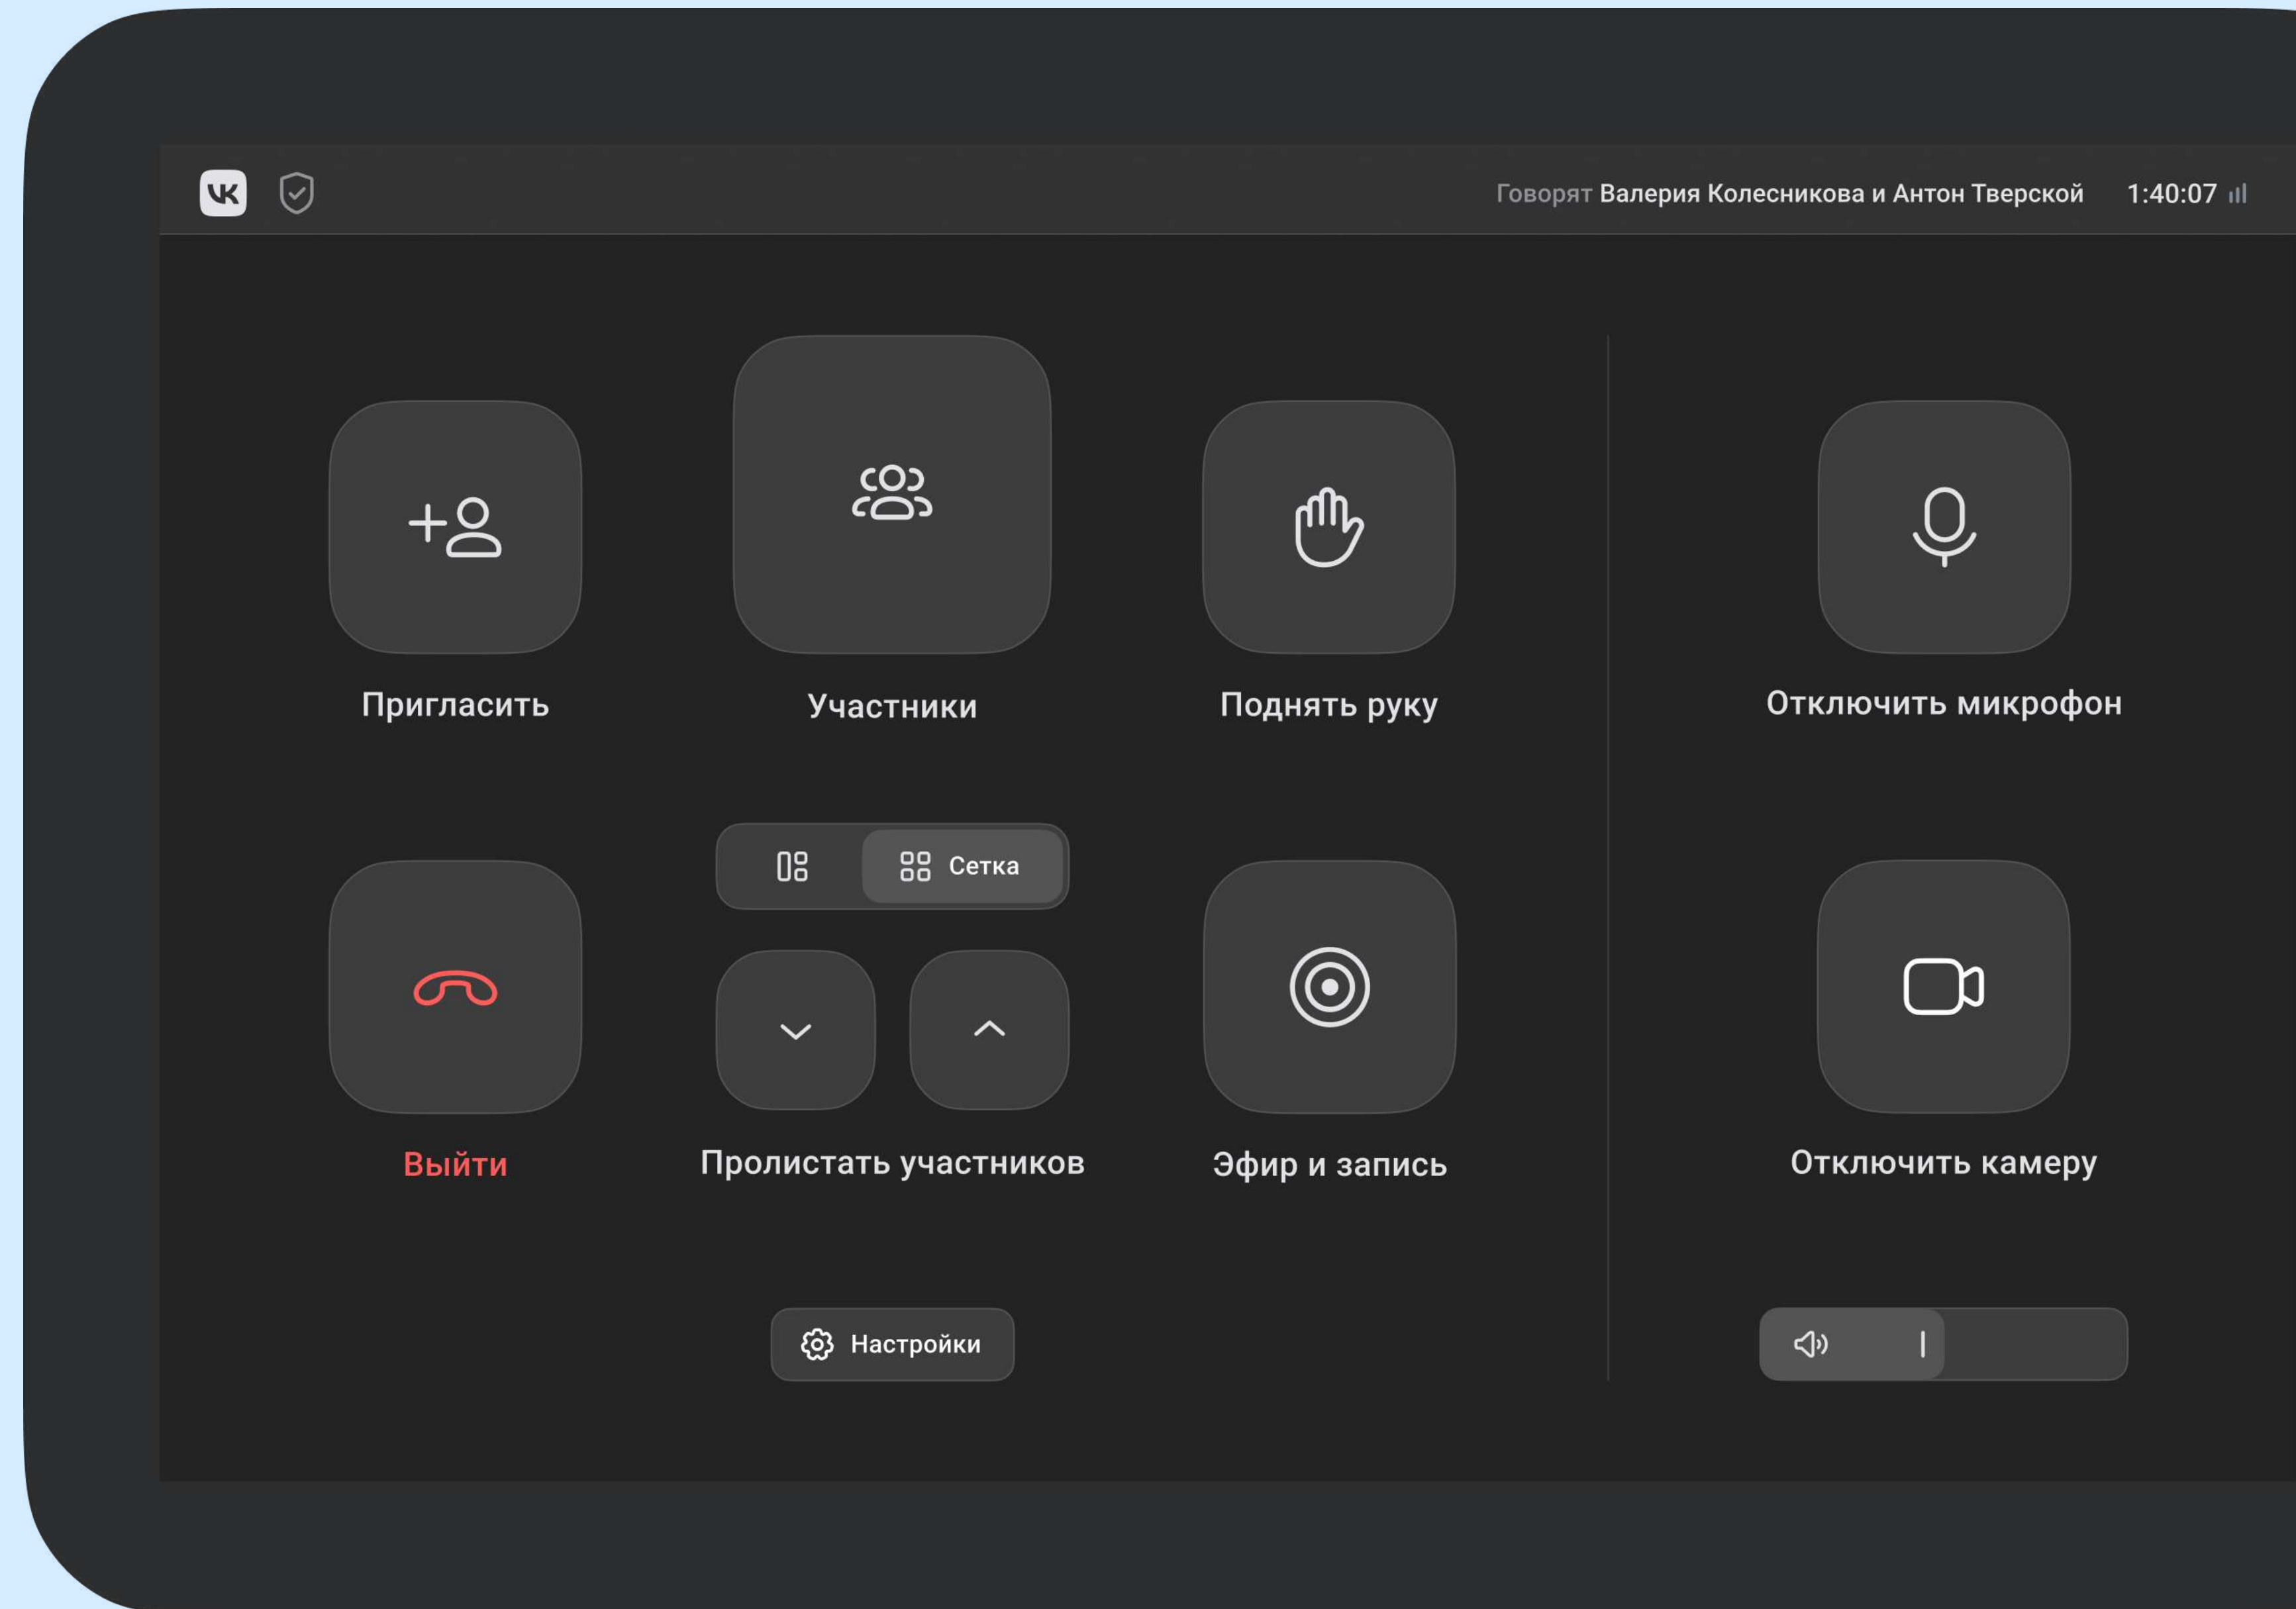 VK
Говорят Валерия Колесникова и Антон Тверской 1:40:07
Пригласить
Участники
Поднять руку
Отключить микрофон
Сетка
Выйти
Пролистать участников
Эфир и запись
Отключить камеру
Настройки